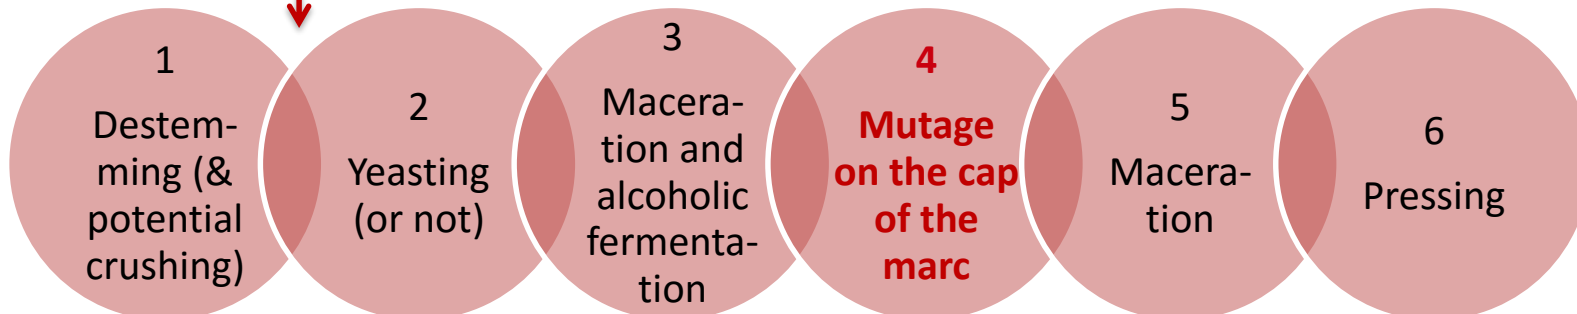 1
Destem-
ming (&
potential
crushing)
2
Yeasting
(or not)
3
Macera-
tion and
alcoholic
fermenta-
tion
4
Mutage
on the cap
of the
marc
5
Macera-
tion
6
Pressing